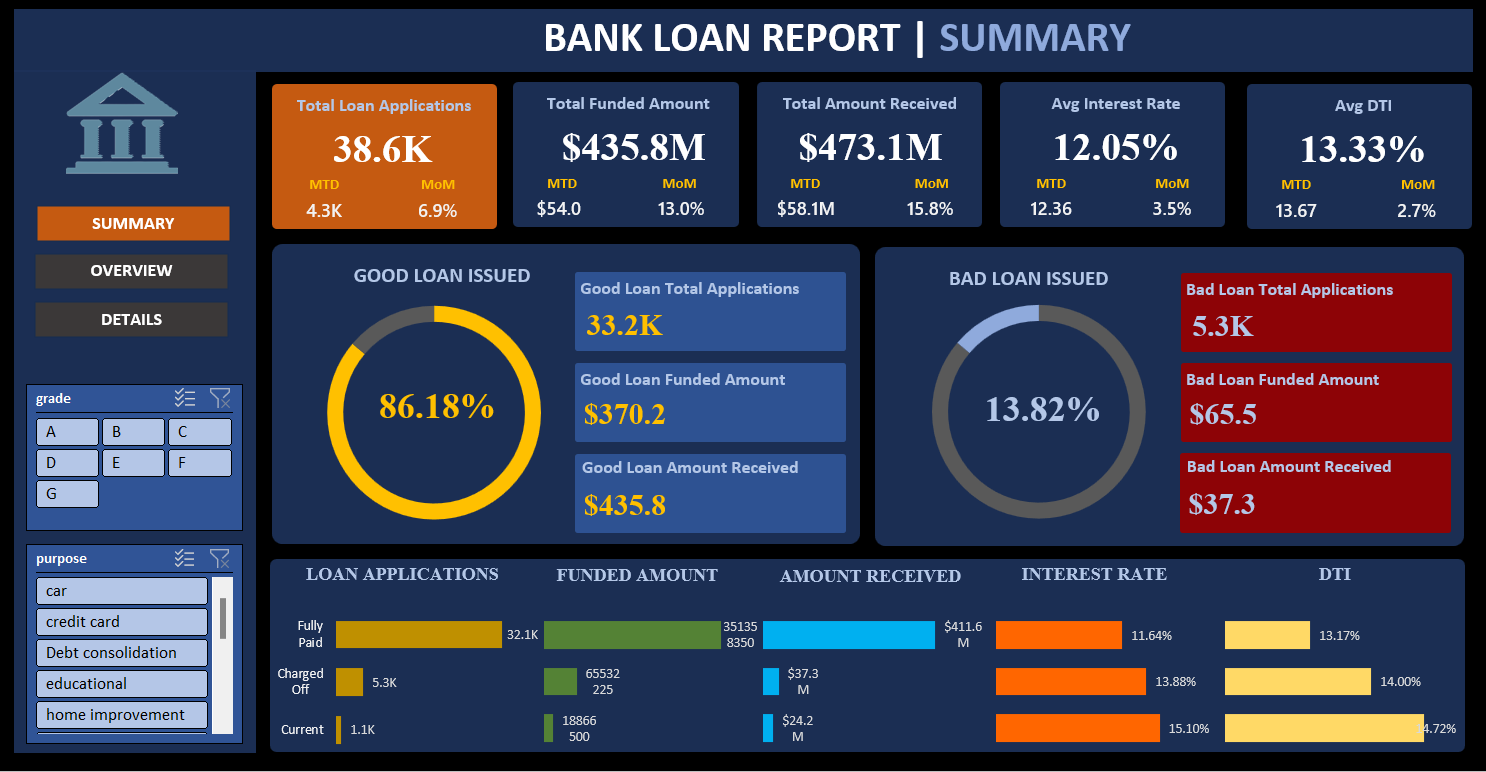 BANK LOAN REPORT | SUMMARY
SUMMARY
OVERVIEW
DETAILS
grade
A B C
D E F
G
purpose
car
credit card
Debt consolidation
educational
home improvement
Total Loan Applications
38.6K
MTD MoM
4.3K 6.9%
Total Funded Amount
$435.8M
MTD MoM
$54.0 13.0%
Total Amount Received
$473.1M
MTD MoM
$58.1M 15.8%
Avg Interest Rate
12.05%
MTD MoM
12.36 3.5%
Avg DTI
13.33%
MTD MoM
13.67 2.7%
GOOD LOAN ISSUED
86.18%
Good Loan Total Applications
33.2K
Good Loan Funded Amount
$370.2
Good Loan Amount Received
$435.8
BAD LOAN ISSUED
13.82%
Bad Loan Total Applications
5.3K
Bad Loan Funded Amount
$65.5
Bad Loan Amount Received
$37.3
LOAN APPLICATIONS
Fully
Paid
32.1K
Charged
Off
5.3K
Current
1.1K
FUNDED AMOUNT
35135
8350
65532
225
18866
500
AMOUNT RECEIVED
$411.6
M
$37.3
M
$24.2
M
INTEREST RATE
11.64%
13.88%
15.10%
DTI
13.17%
14.00%
4.72%